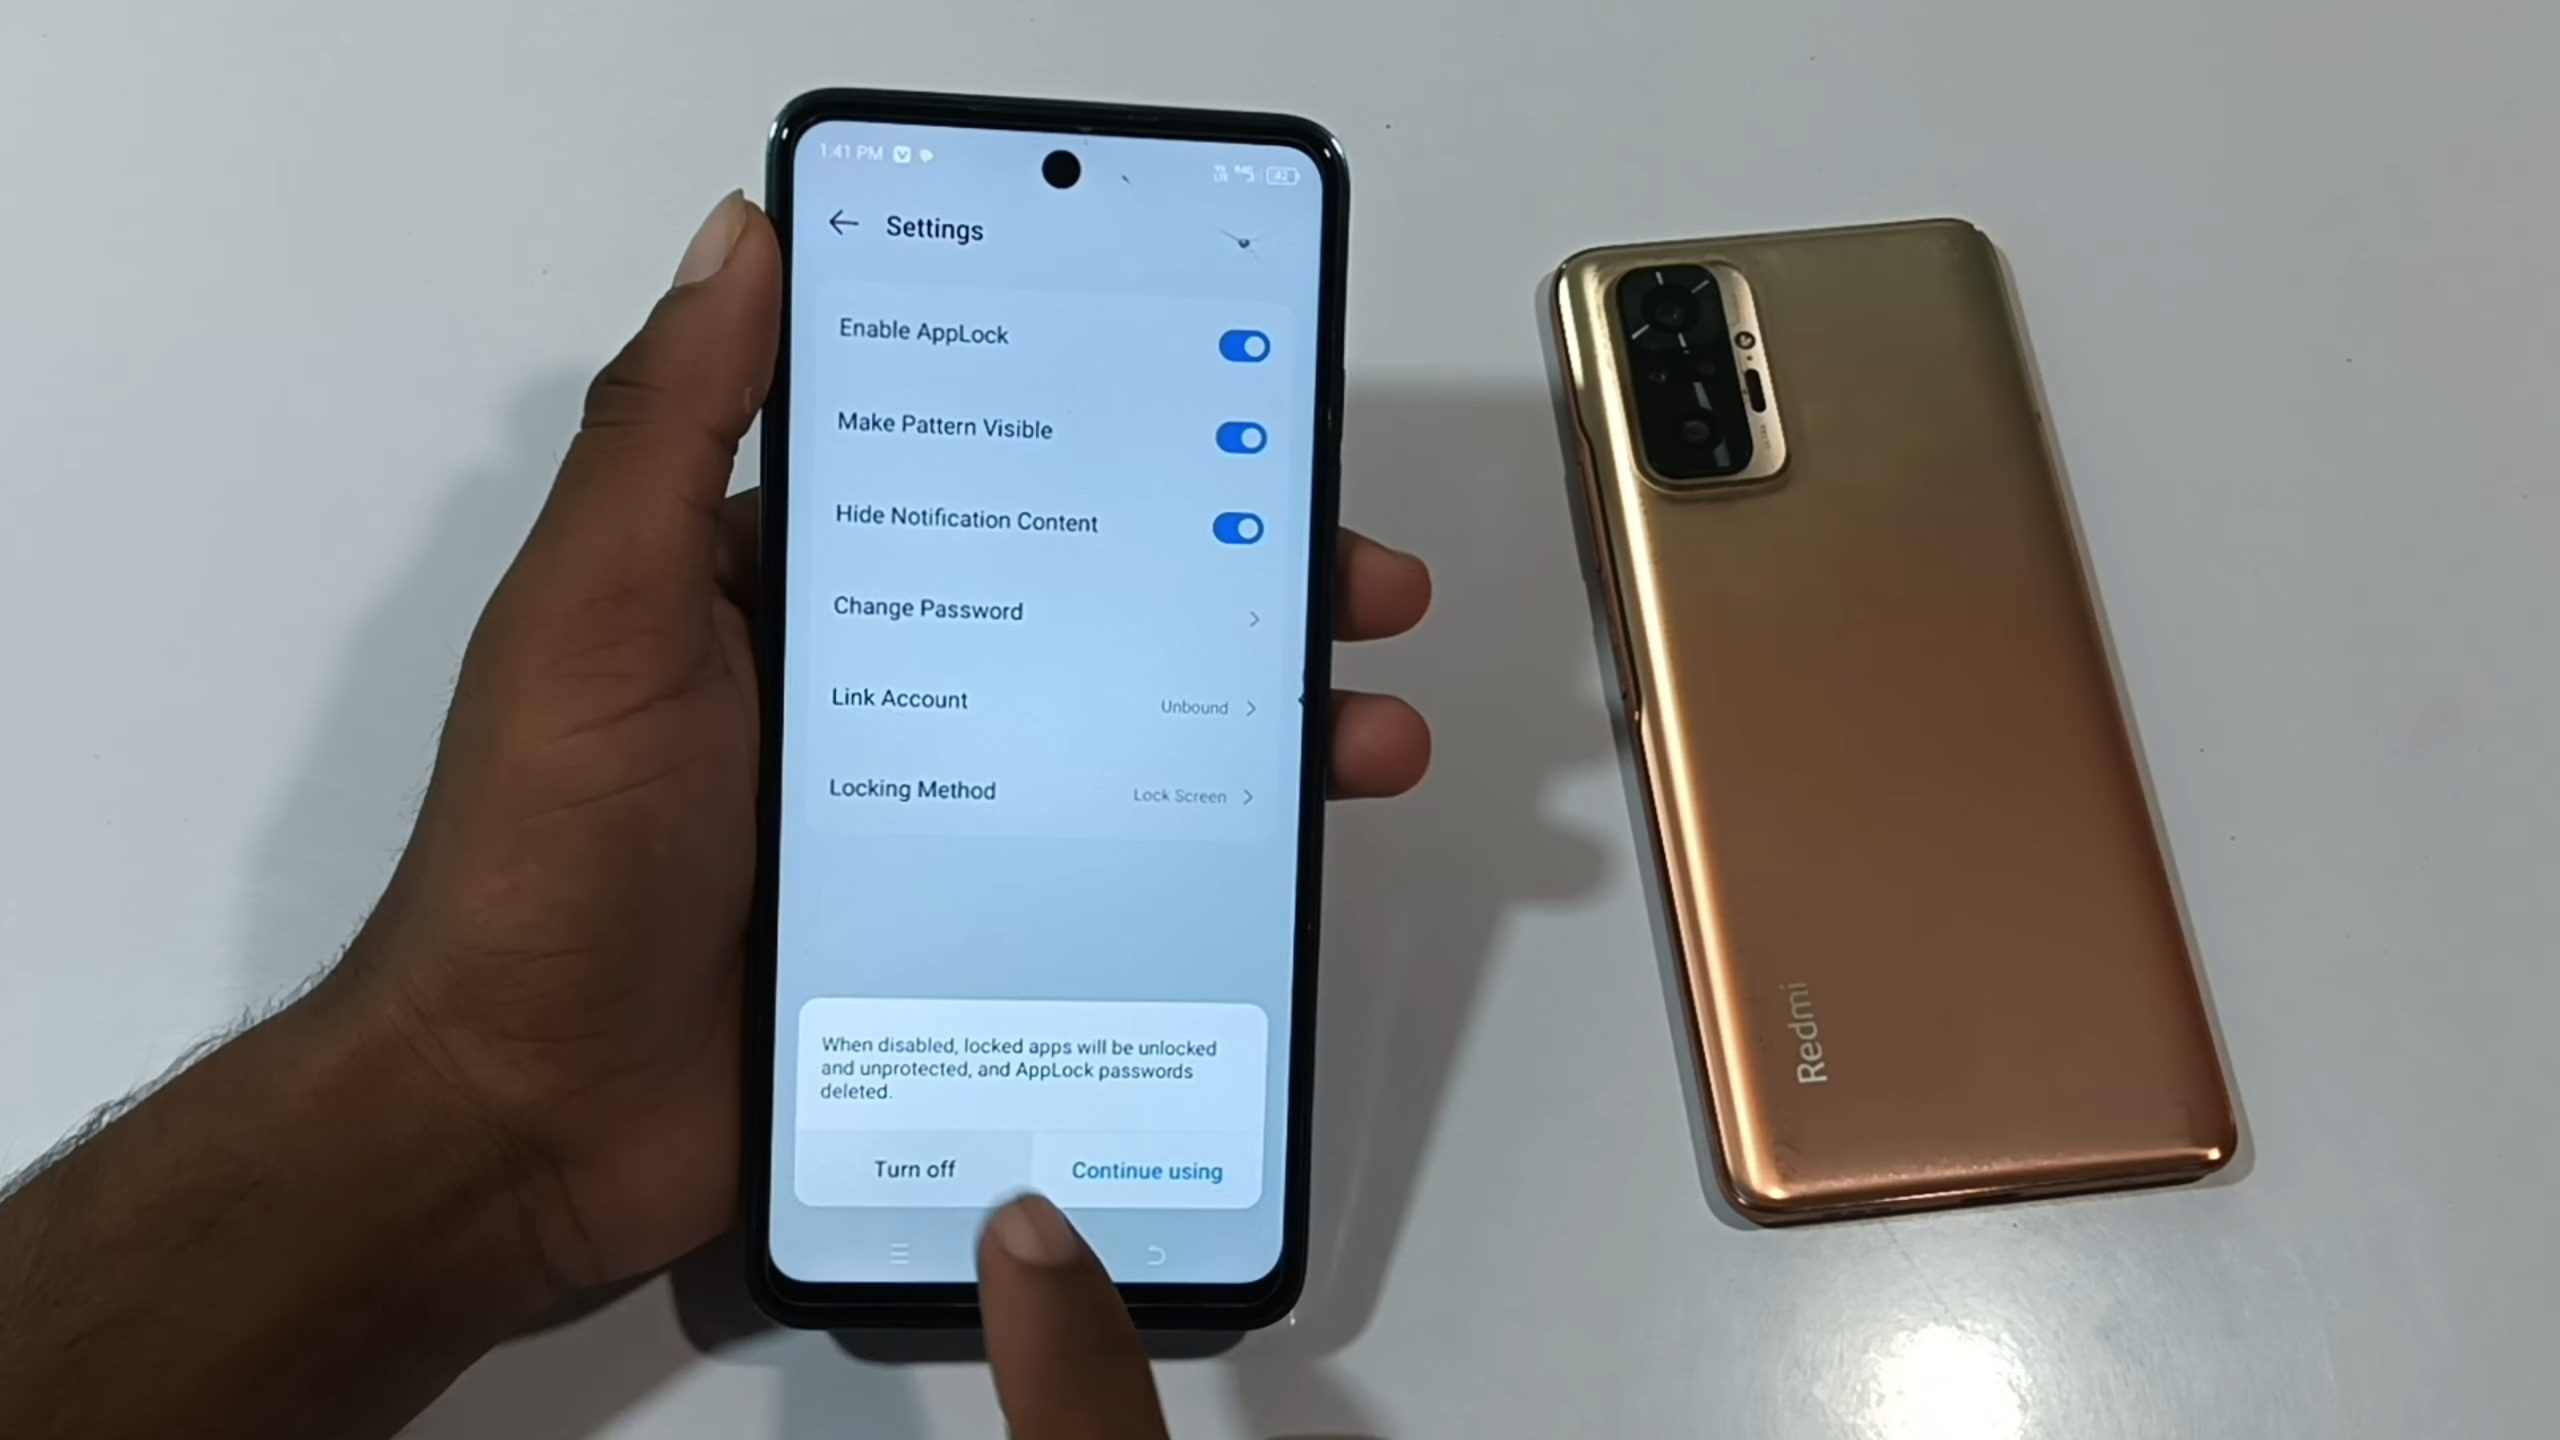 1:41 PM
42
Settings
Enable AppLock
Make Pattern Visible
Hide Notification Content
Change Password
Link Account Unbound
Locking Method Lock Screen
When disabled, locked apps will be unlocked
and unprotected, and AppLock passwords
deleted.
Turn off Continue using
Redmi